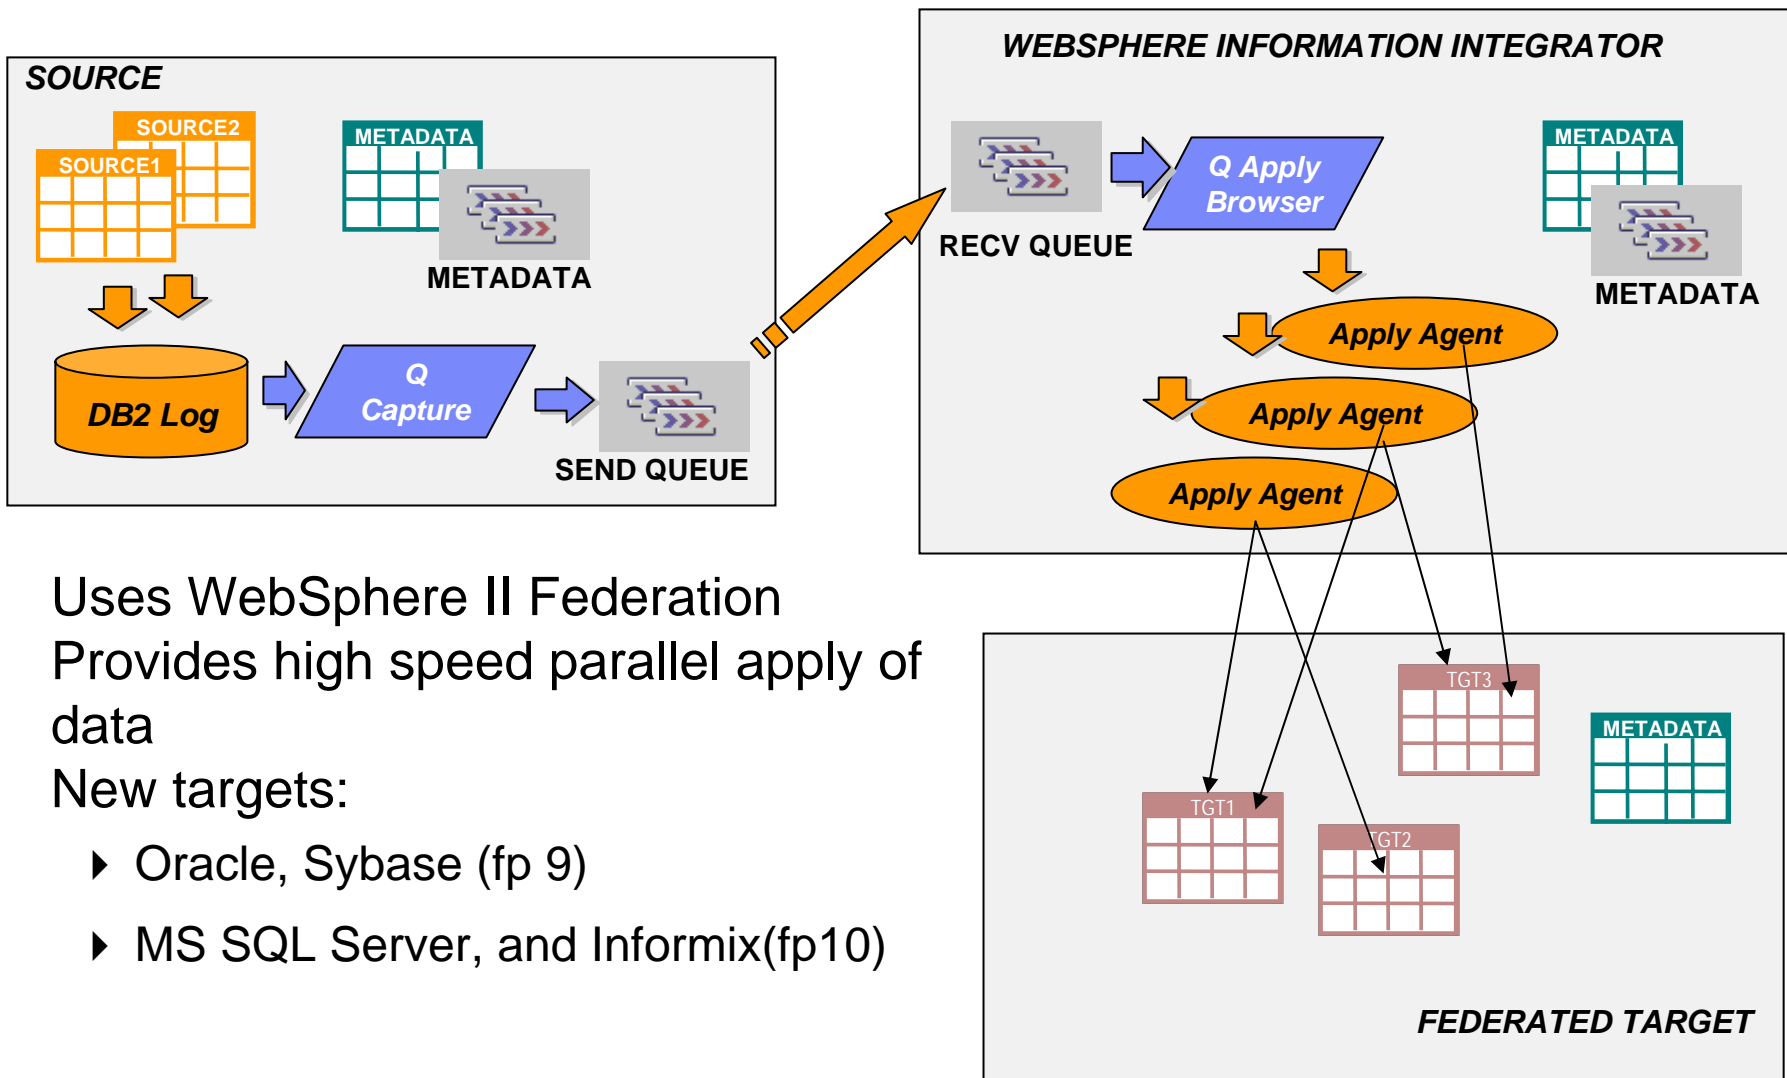 SOURCE
SOURCE2
SOURCE1
METADATA
METADATA
DB2 Log
Q
Capture
SEND QUEUE
WEBSPHERE INFORMATION INTEGRATOR
RECV QUEUE
Q Apply
Browser
METADATA
METADATA
Apply Agent
Apply Agent
Apply Agent
Uses WebSphere II Federation
Provides high speed parallel apply of
data
New targets:
Oracle, Sybase (fp 9)
MS SQL Server, and Informix(fp10)
TGT3
METADATA
TGT1
TGT2
FEDERATED TARGET